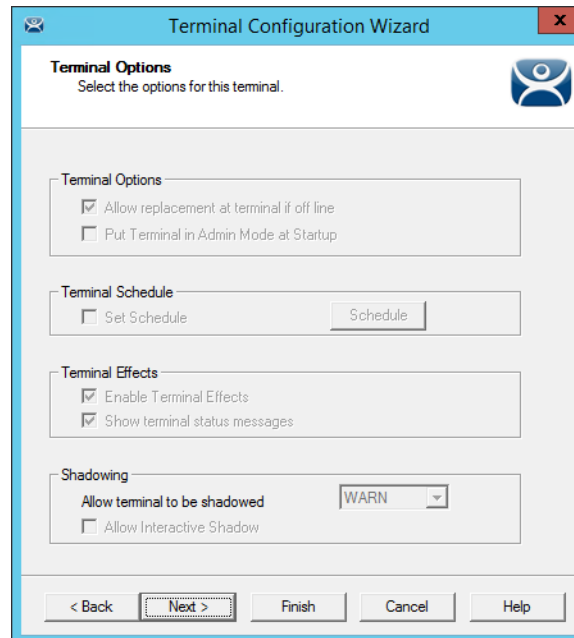 Terminal Configuration Wizard
x
Terminal Options
Select the options for this terminal.
Terminal Options
Allow replacement at terminal if off line
Put Terminal in Admin Mode at Startup
Terminal Schedule
Set Schedule
Schedule
Terminal Effects
Enable Terminal Effects
Show terminal status messages
Shadowing
Allow terminal to be shadowed
WARN
Allow Interactive Shadow
< Back
Next >
Finish
Cancel
Help